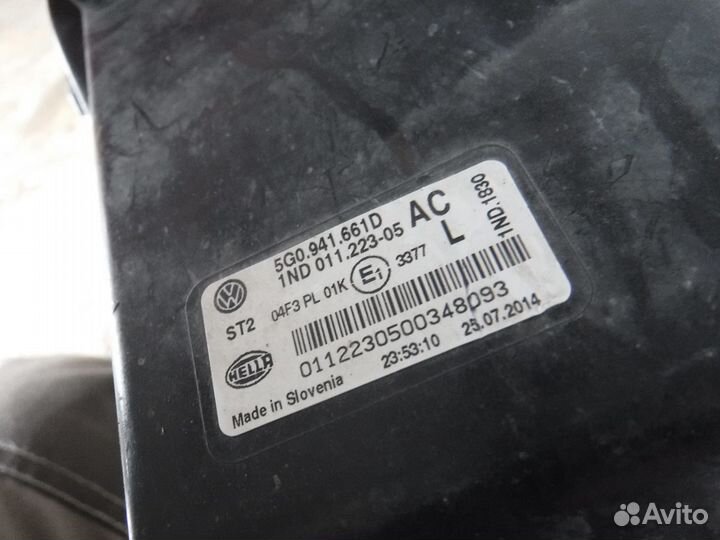 5G0.941.661D AC
1ND 011.223-05 L
1ND.1830
04F3 PL 01K E1 3377
ST2
0112230500348093
23:53:10 25.07.2014
HELLA
Made in Slovenia
Avito